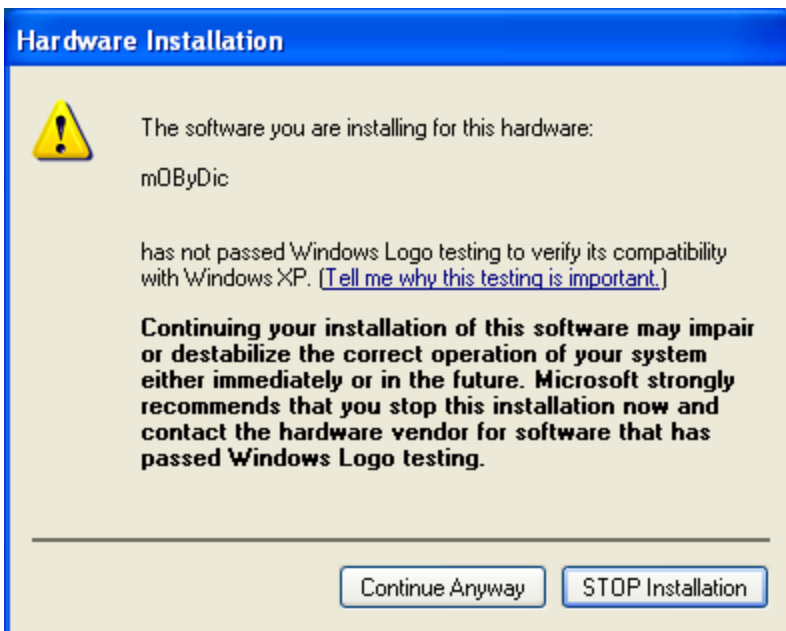 Hardware Installation
The software you are installing for this hardware:
mOByDic
has not passed Windows Logo testing to verify its compatibility
with Windows XP. (Tell me why this testing is important.)
Continuing your installation of this software may impair
or destabilize the correct operation of your system
either immediately or in the future. Microsoft strongly
recommends that you stop this installation now and
contact the hardware vendor for software that has
passed Windows Logo testing.
Continue Anyway
STOP Installation